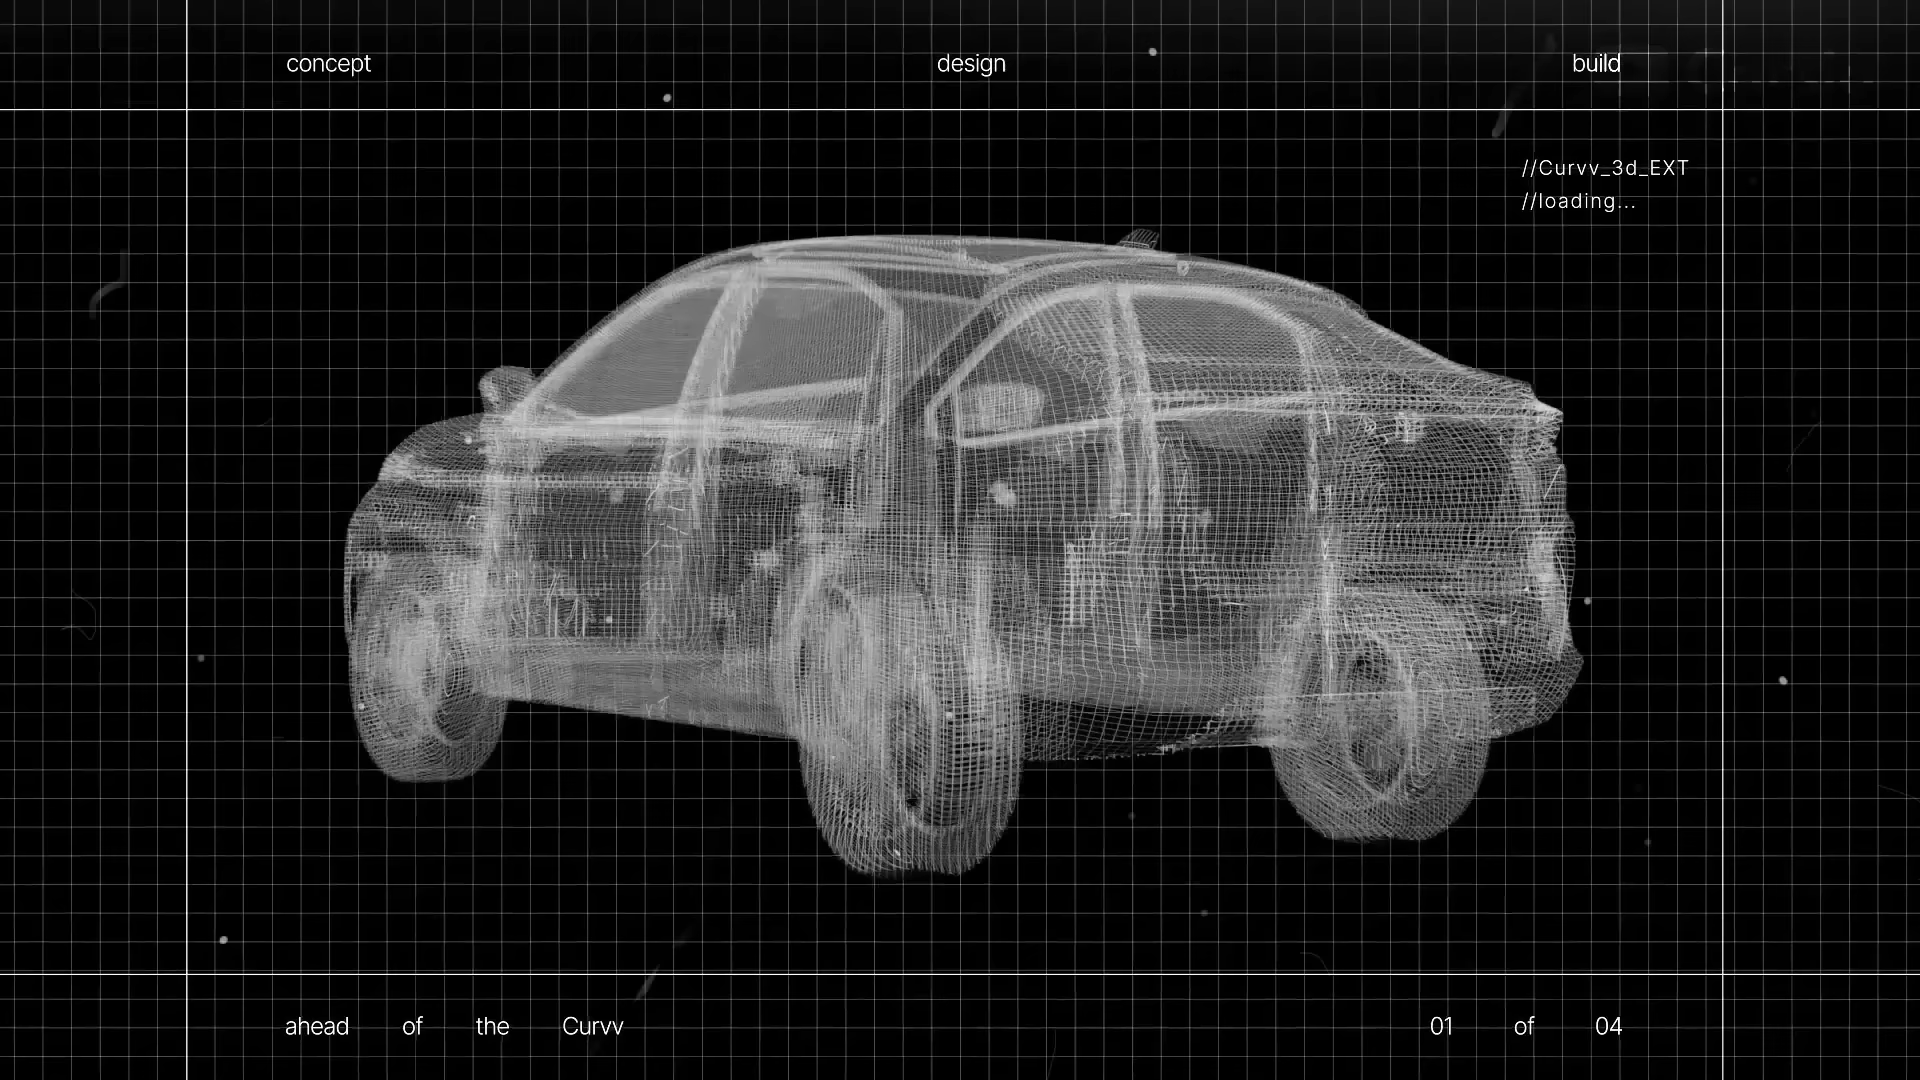 concept design build
//Curvv_3d_EXT
//loading...
ahead of the Curvv 01 of 04